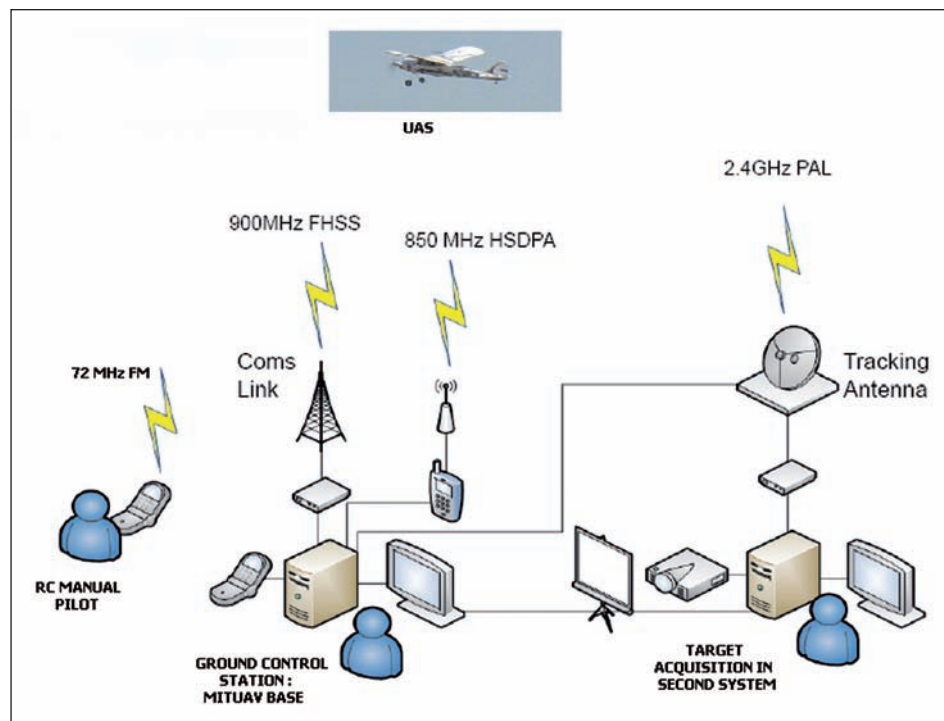 UAS
2.4GHz PAL
900MHz FHSS
850 MHz HSDPA
Coms
Link
72 MHz FM
Tracking
Antenna
RC MANUAL
PILOT
GROUND CONTROL
STATION :
MITUAV BASE
TARGET
ACQUISITION IN
SECOND SYSTEM